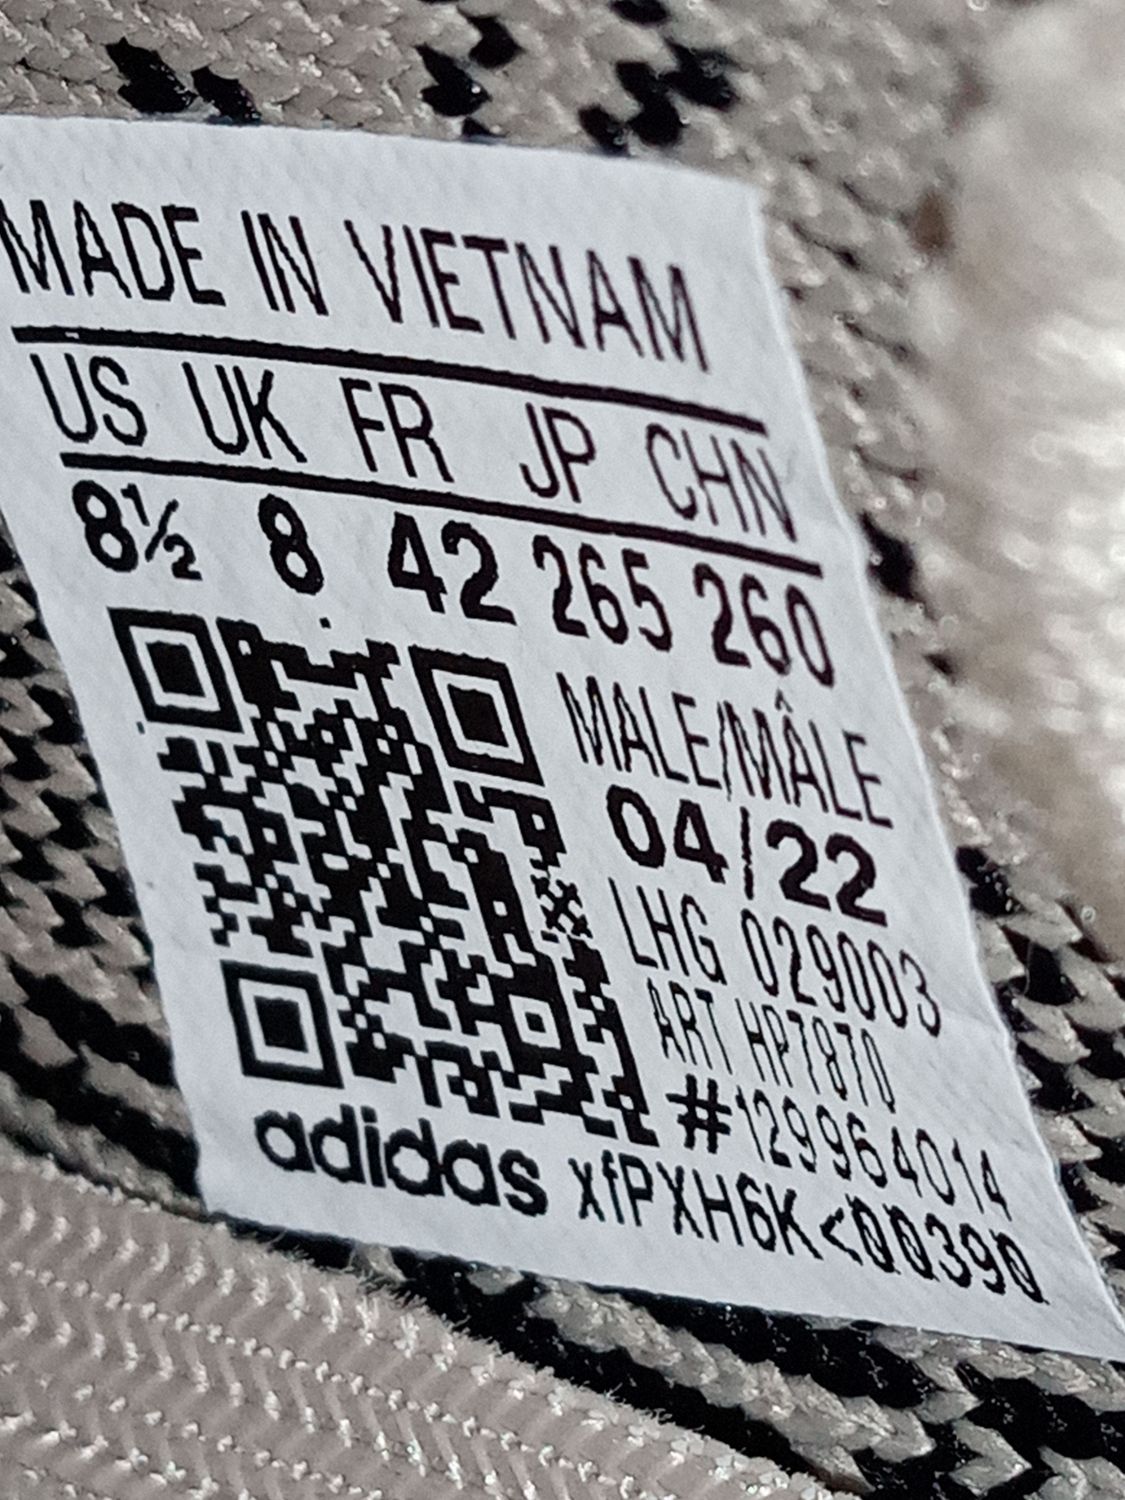 MADE IN VIETNAM
US UK FR JP CHN
8½ 8 42 265 260
MALE/MÂLE
04/22
LHG 029003
ART HP7870
#129964014
adidas xfPXH6K<00390